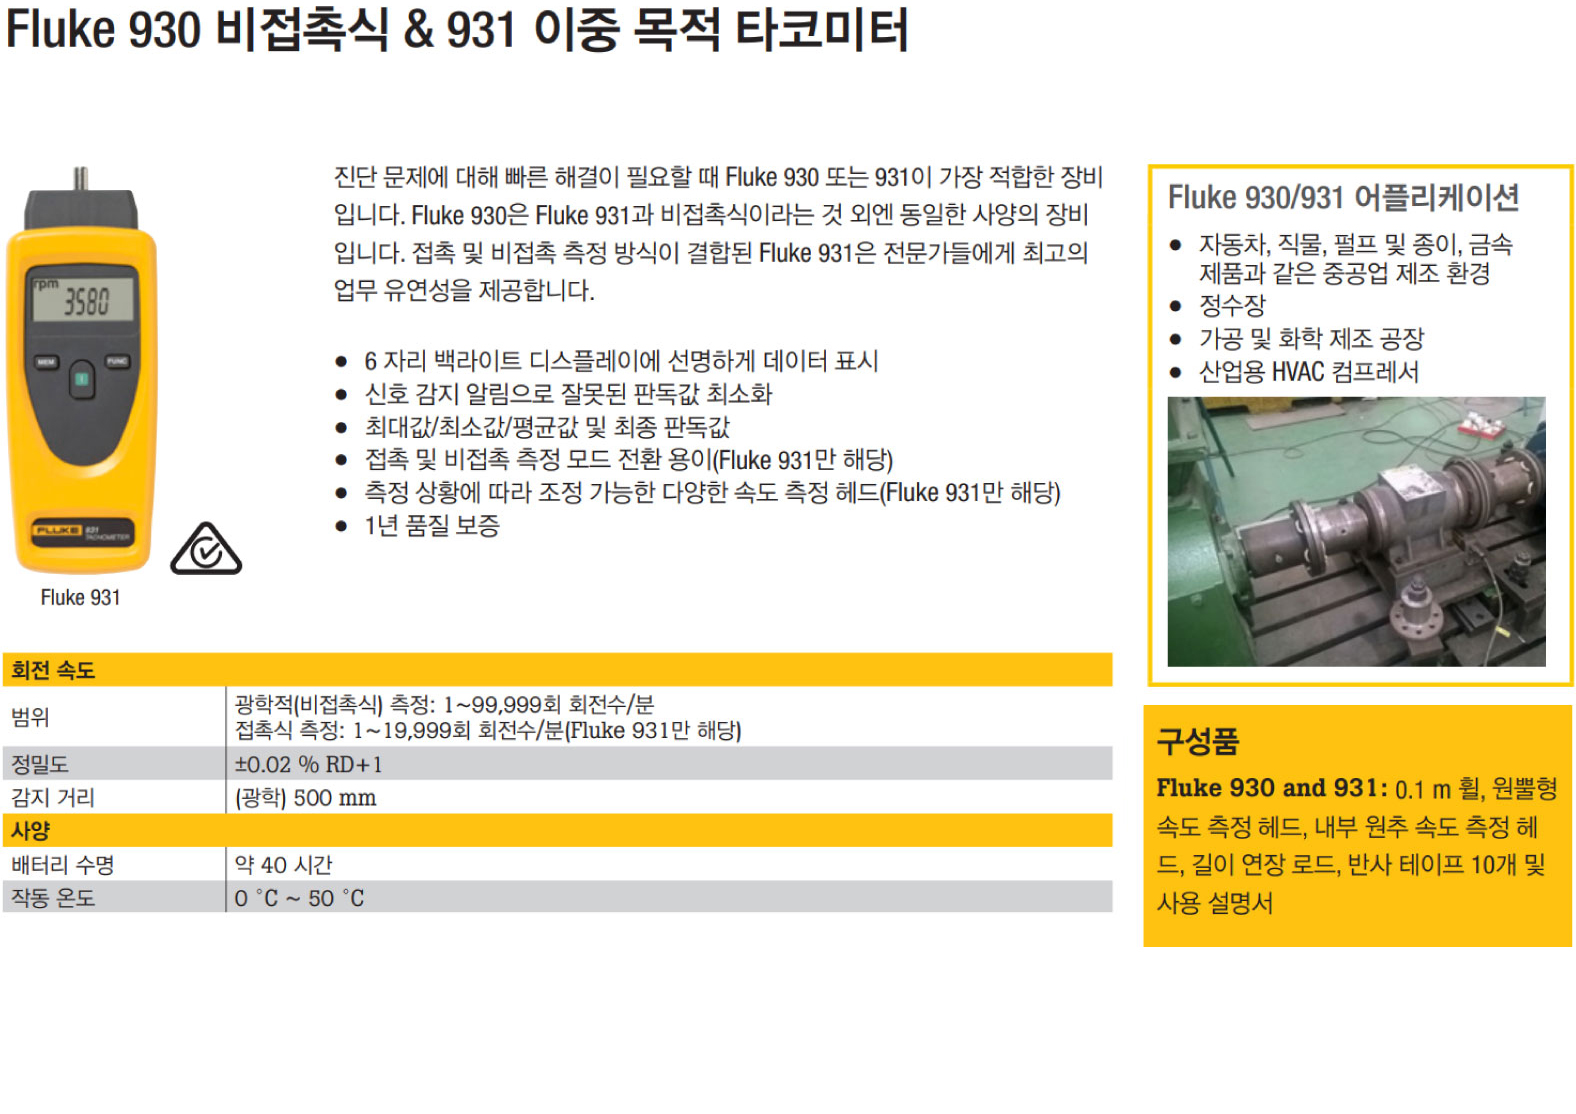 Fluke 930 비접촉식 & 931 이중 목적 타코미터
진단 문제에 대해 빠른 해결이 필요할 때 Fluke 930 또는 931이 가장 적합한 장비
입니다. Fluke 930은 Fluke 931과 비접촉식이라는 것 외엔 동일한 사양의 장비
입니다. 접촉 및 비접촉 측정 방식이 결합된 Fluke 931은 전문가들에게 최고의
업무 유연성을 제공합니다.
● 6 자리 백라이트 디스플레이에 선명하게 데이터 표시
● 신호 감지 알림으로 잘못된 판독값 최소화
● 최대값/최소값/평균값 및 최종 판독값
● 접촉 및 비접촉 측정 모드 전환 용이(Fluke 931만 해당)
● 측정 상황에 따라 조정 가능한 다양한 속도 측정 헤드(Fluke 931만 해당)
● 1년 품질 보증
rpm
3580
MEM
FUNC
FLUKE 931
TACHOMETER
Fluke 931
회전 속도
범위
광학적(비접촉식) 측정: 1~99,999회 회전수/분
접촉식 측정: 1~19,999회 회전수/분(Fluke 931만 해당)
정밀도 ±0.02 % RD+1
감지 거리 (광학) 500 mm
사양
배터리 수명 약 40 시간
작동 온도 0 °C ~ 50 °C
Fluke 930/931 어플리케이션
● 자동차, 직물, 펄프 및 종이, 금속
제품과 같은 중공업 제조 환경
● 정수장
● 가공 및 화학 제조 공장
● 산업용 HVAC 컴프레서
구성품
Fluke 930 and 931: 0.1 m 휠, 원뿔형
속도 측정 헤드, 내부 원추 속도 측정 헤
드, 길이 연장 로드, 반사 테이프 10개 및
사용 설명서